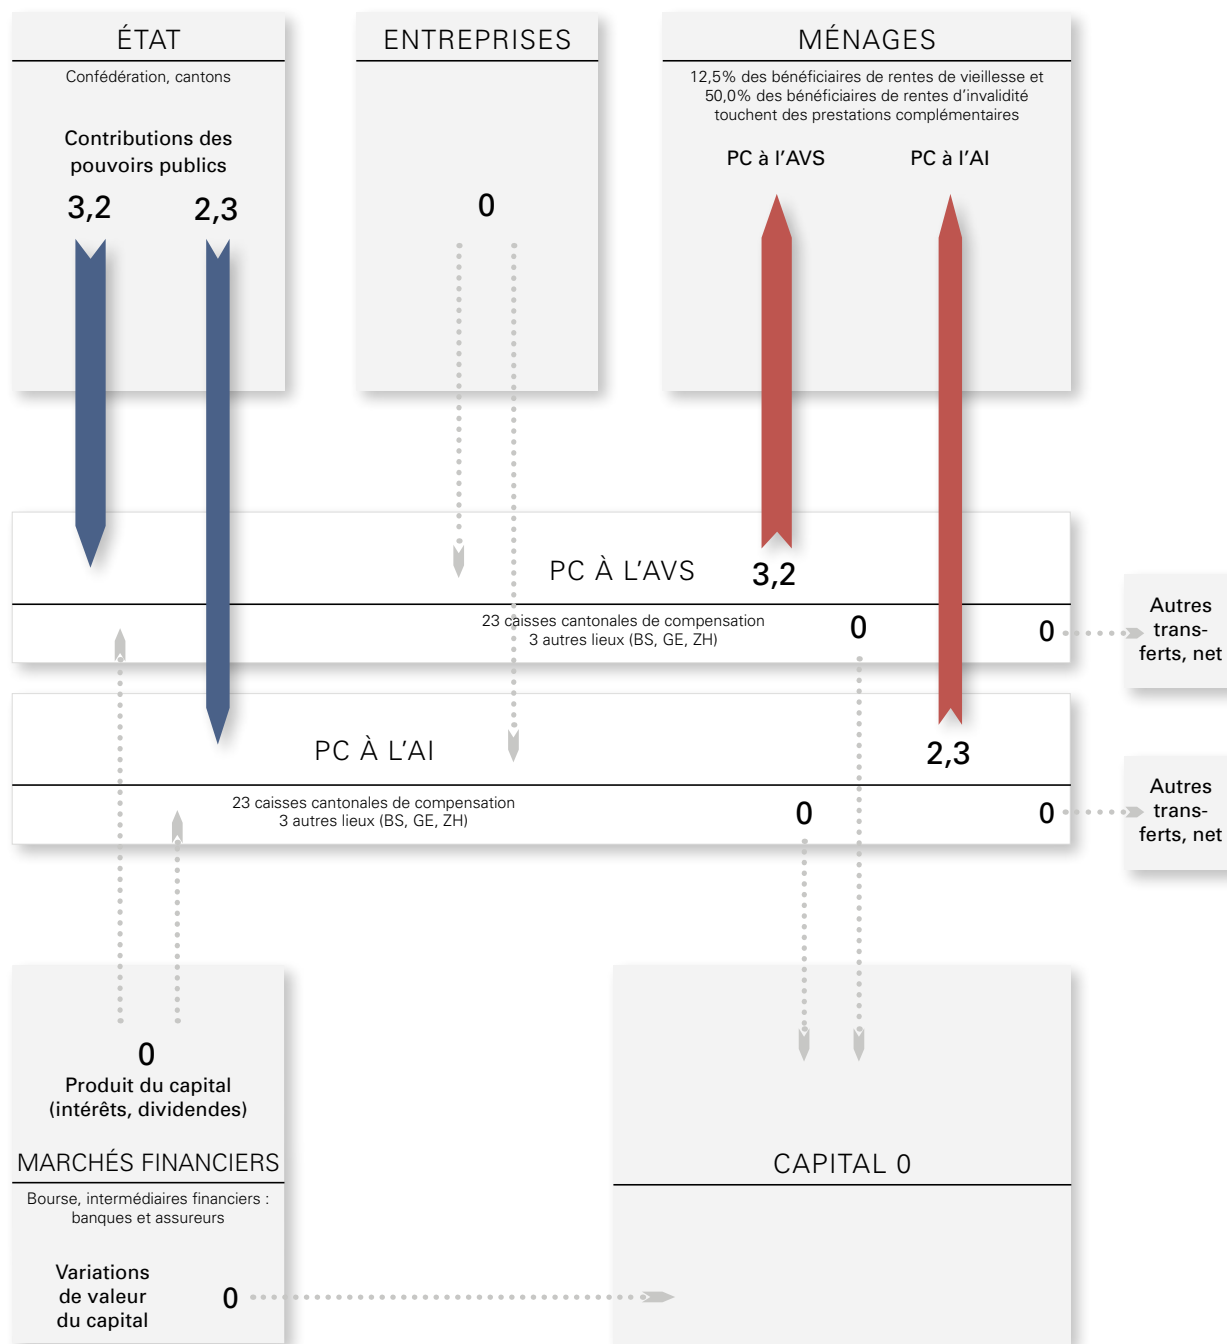 ÉTAT
Confédération, cantons
Contributions des
pouvoirs publics
3,2
2,3
ENTREPRISES
0
MÉNAGES
12,5% des bénéficiaires de rentes de vieillesse et
50,0% des bénéficiaires de rentes d’invalidité
touchent des prestations complémentaires
PC à l’AVS
PC à l’AI
PC À L’AVS
3,2
23 caisses cantonales de compensation
3 autres lieux (BS, GE, ZH)
0
0
Autres
trans-
ferts, net
PC À L’AI
2,3
23 caisses cantonales de compensation
3 autres lieux (BS, GE, ZH)
0
0
Autres
trans-
ferts, net
0
Produit du capital
(intérêts, dividendes)
MARCHÉS FINANCIERS
Bourse, intermédiaires financiers :
banques et assureurs
Variations
de valeur
du capital
0
CAPITAL 0